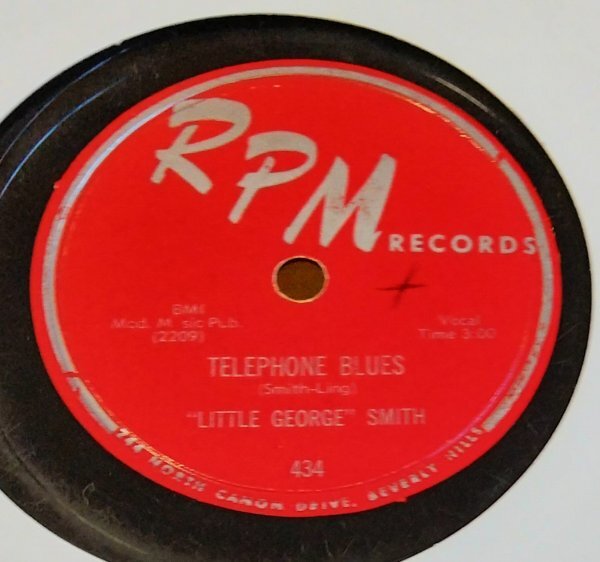 RPM
RECORDS
BMI
Mod. M sic Pub.
(2209)
Vocal
Time 3:00
TELEPHONE BLUES
(Smith-Ling)
"LITTLE GEORGE" SMITH
434
NORTH CANON DRIVE, BEVERLY HILLS